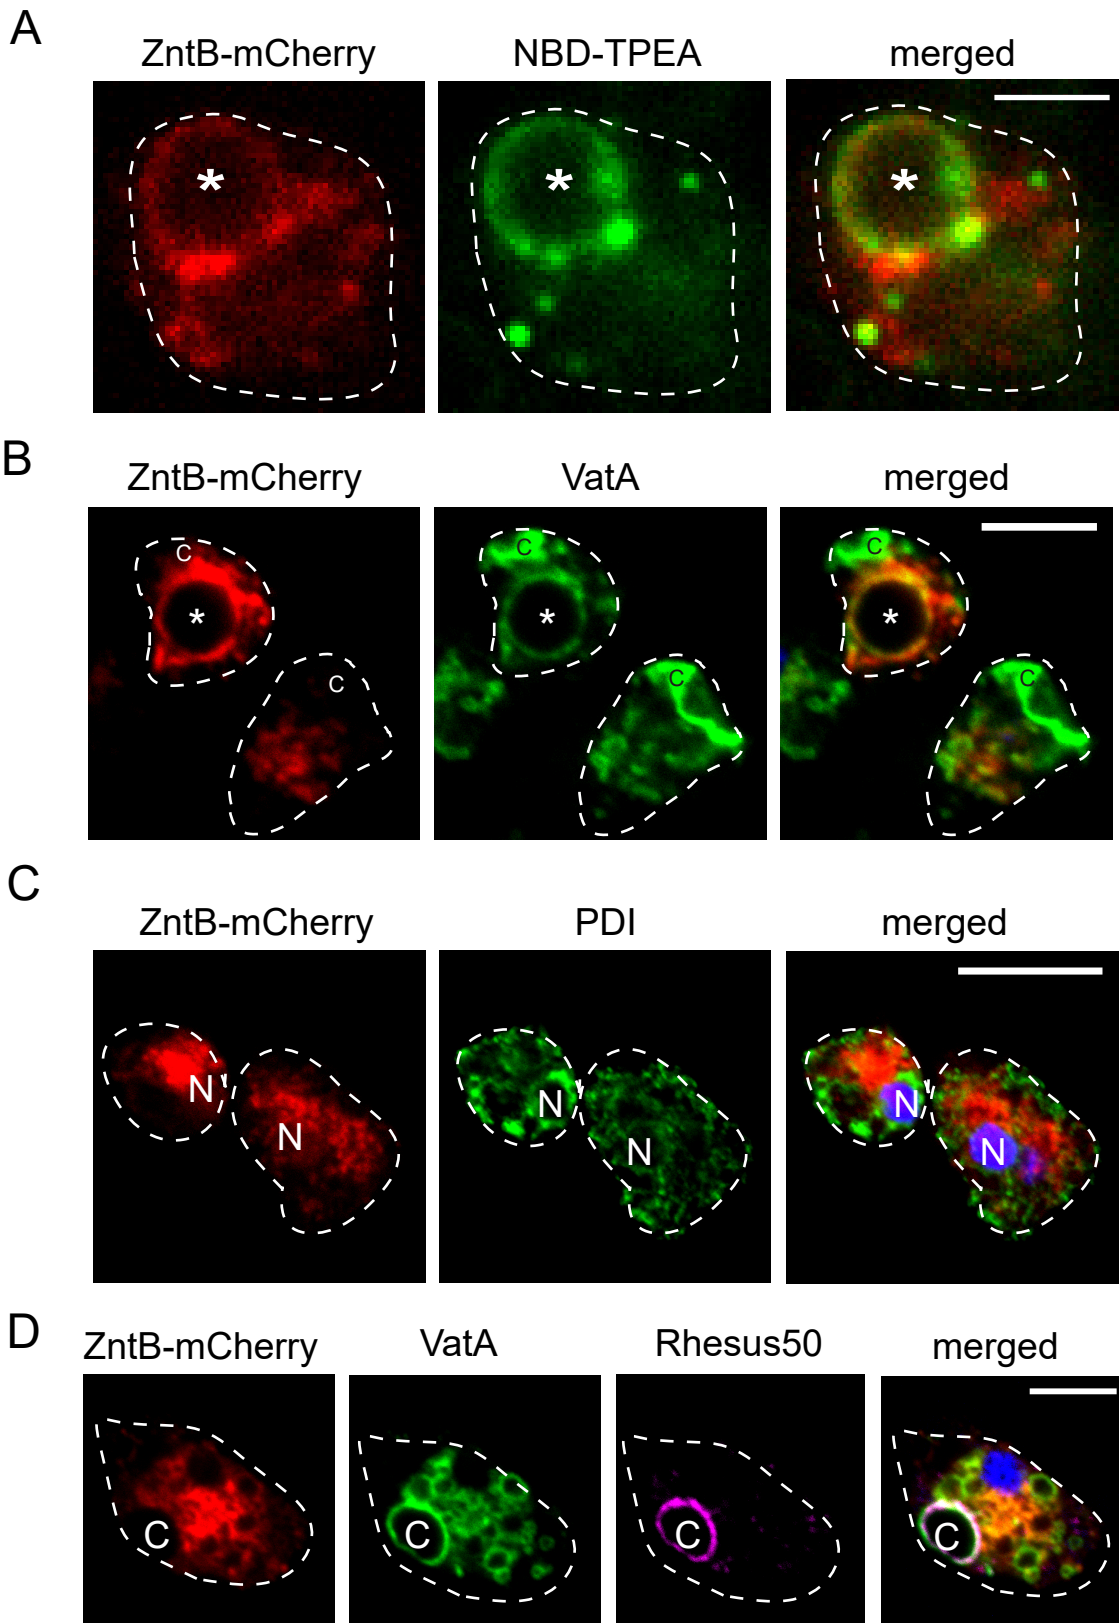 A
ZntB-mCherry NBD-TPEA merged
* * *
B
ZntB-mCherry VatA merged
C C C
* * *
C C C
C
ZntB-mCherry PDI merged
N N N
N N N
D
ZntB-mCherry VatA Rhesus50 merged
C C C C